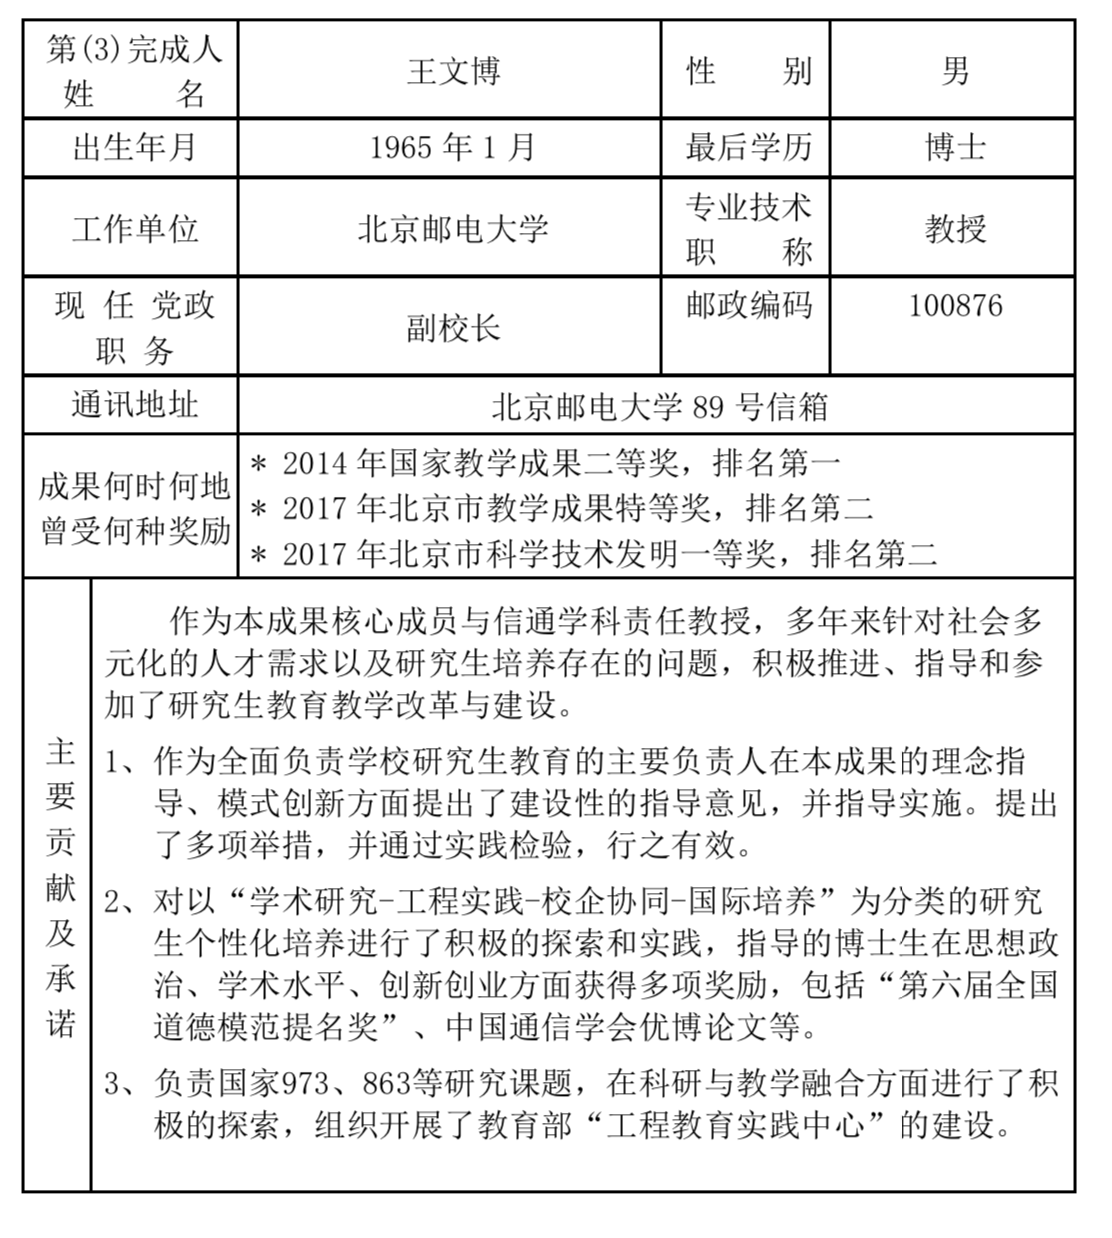 第(3)完成人
姓 名
王文博
性 别
男
出生年月
1965 年 1 月
最后学历
博士
工作单位
北京邮电大学
专业技术
职 称
教授
现 任 党政
职 务
副校长
邮政编码
100876
通讯地址
北京邮电大学 89 号信箱
成果何时何地
曾受何种奖励
* 2014 年国家教学成果二等奖，排名第一
* 2017 年北京市教学成果特等奖，排名第二
* 2017 年北京市科学技术发明一等奖，排名第二
主
要
贡
献
及
承
诺
作为本成果核心成员与信通学科责任教授，多年来针对社会多
元化的人才需求以及研究生培养存在的问题，积极推进、指导和参
加了研究生教育教学改革与建设。
1、作为全面负责学校研究生教育的主要负责人在本成果的理念指
导、模式创新方面提出了建设性的指导意见，并指导实施。提出
了多项举措，并通过实践检验，行之有效。
2、对以“学术研究-工程实践-校企协同-国际培养”为分类的研究
生个性化培养进行了积极的探索和实践，指导的博士生在思想政
治、学术水平、创新创业方面获得多项奖励，包括“第六届全国
道德模范提名奖”、中国通信学会优博论文等。
3、负责国家973、863等研究课题，在科研与教学融合方面进行了积
极的探索，组织开展了教育部“工程教育实践中心”的建设。